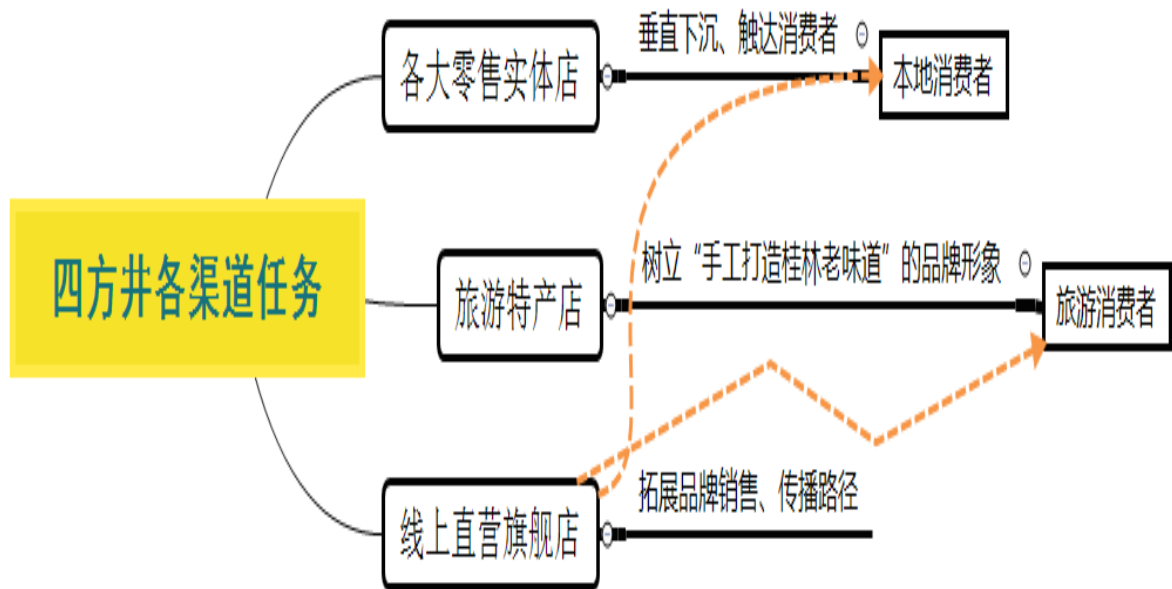 四方井各渠道任务
各大零售实体店
垂直下沉、触达消费者
本地消费者
旅游特产店
树立“手工打造桂林老味道”的品牌形象
旅游消费者
线上直营旗舰店
拓展品牌销售、传播路径